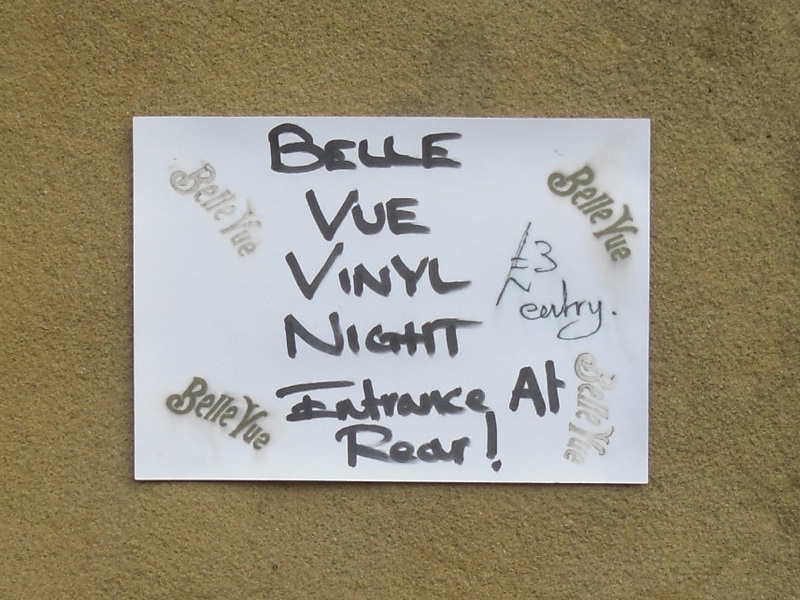 BELLE
VUE
VINYL
NIGHT
Entrance At
Rear!
£3
entry.
Belle Vue
Belle Vue
Belle Vue
Belle Vue